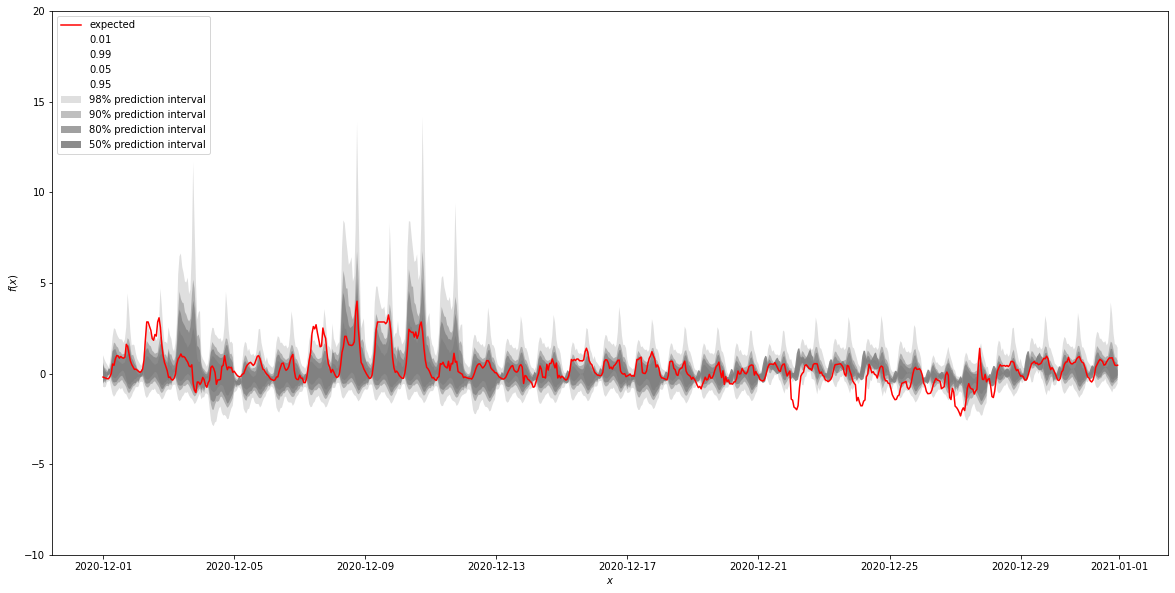 20
15
10
5
0
−5
−10
f(x)
expected
0.01
0.99
0.05
0.95
98% prediction interval
90% prediction interval
80% prediction interval
50% prediction interval
2020-12-01 2020-12-05 2020-12-09 2020-12-13 2020-12-17 2020-12-21 2020-12-25 2020-12-29 2021-01-01
x